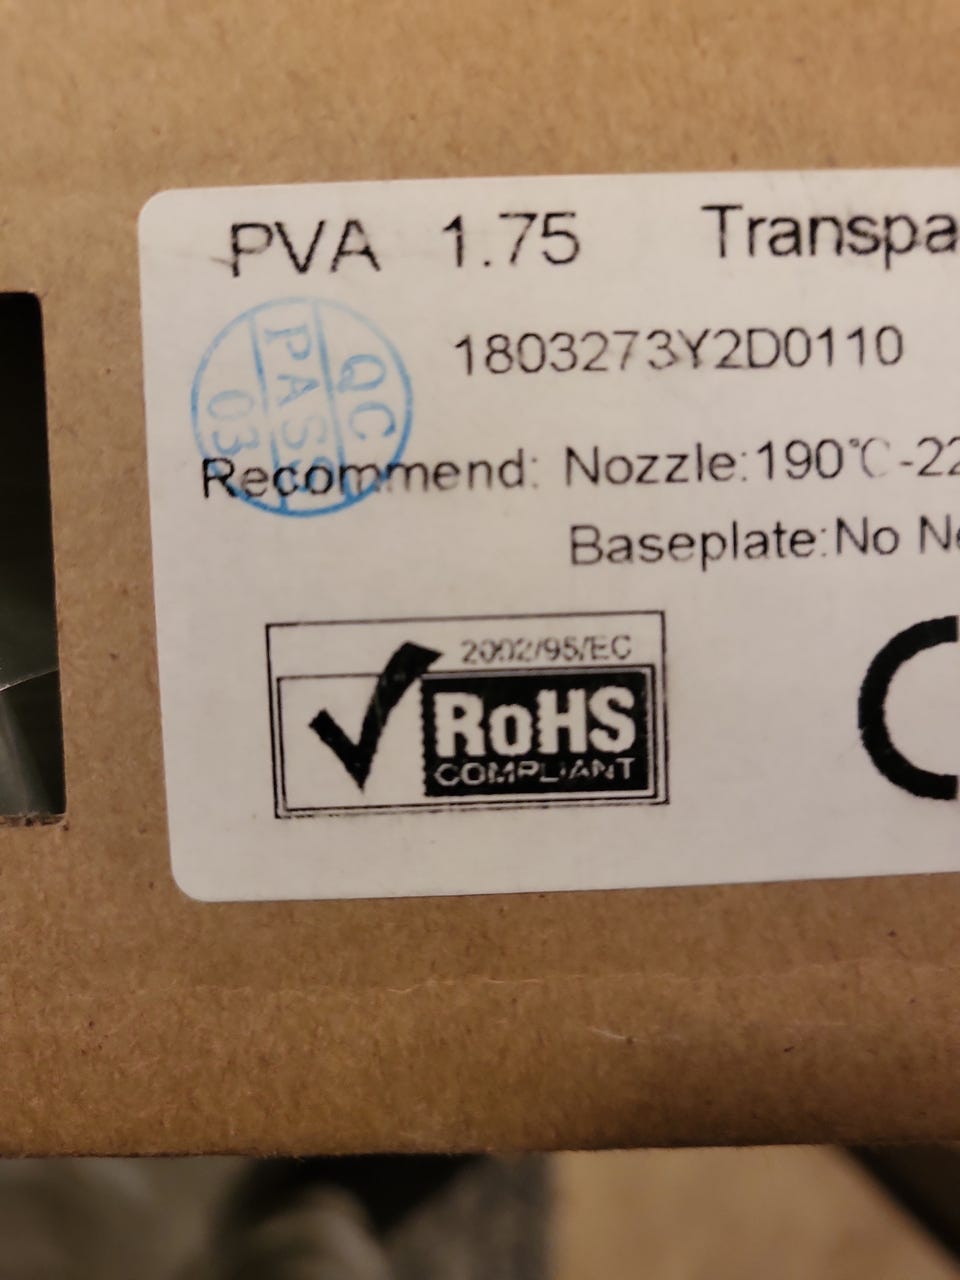 PVA 1.75 Transpa
1803273Y2D0110
QC
PASS
03
Recommend: Nozzle:190℃-22
Baseplate:No Ne
2002/95/EC
RoHS
COMPLIANT
C